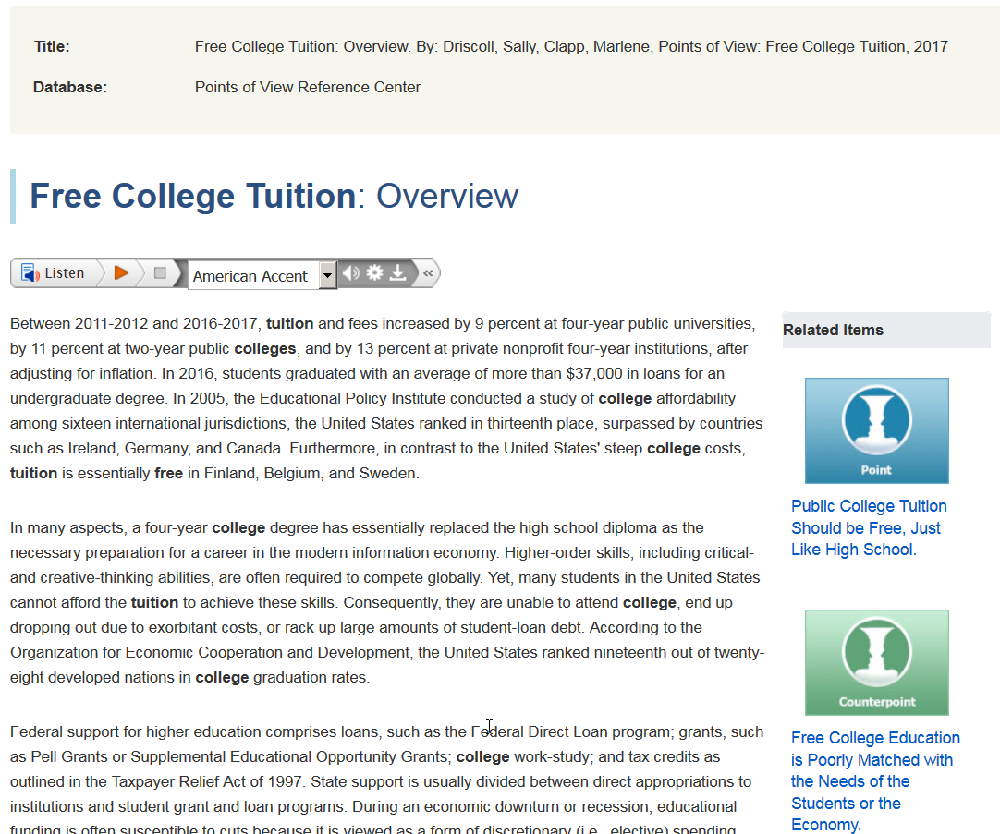 Title: Free College Tuition: Overview. By: Driscoll, Sally, Clapp, Marlene, Points of View: Free College Tuition, 2017
Database: Points of View Reference Center
Free College Tuition: Overview
Listen American Accent «
Between 2011-2012 and 2016-2017, tuition and fees increased by 9 percent at four-year public universities,
by 11 percent at two-year public colleges, and by 13 percent at private nonprofit four-year institutions, after
adjusting for inflation. In 2016, students graduated with an average of more than $37,000 in loans for an
undergraduate degree. In 2005, the Educational Policy Institute conducted a study of college affordability
among sixteen international jurisdictions, the United States ranked in thirteenth place, surpassed by countries
such as Ireland, Germany, and Canada. Furthermore, in contrast to the United States' steep college costs,
tuition is essentially free in Finland, Belgium, and Sweden.
In many aspects, a four-year college degree has essentially replaced the high school diploma as the
necessary preparation for a career in the modern information economy. Higher-order skills, including critical-
and creative-thinking abilities, are often required to compete globally. Yet, many students in the United States
cannot afford the tuition to achieve these skills. Consequently, they are unable to attend college, end up
dropping out due to exorbitant costs, or rack up large amounts of student-loan debt. According to the
Organization for Economic Cooperation and Development, the United States ranked nineteenth out of twenty-
eight developed nations in college graduation rates.
Federal support for higher education comprises loans, such as the Federal Direct Loan program; grants, such
as Pell Grants or Supplemental Educational Opportunity Grants; college work-study; and tax credits as
outlined in the Taxpayer Relief Act of 1997. State support is usually divided between direct appropriations to
institutions and student grant and loan programs. During an economic downturn or recession, educational
funding is often susceptible to cuts because it is viewed as a form of discretionary (i.e., elective) spending
Related Items
Point
Public College Tuition
Should be Free, Just
Like High School.
Counterpoint
Free College Education
is Poorly Matched with
the Needs of the
Students or the
Economy.